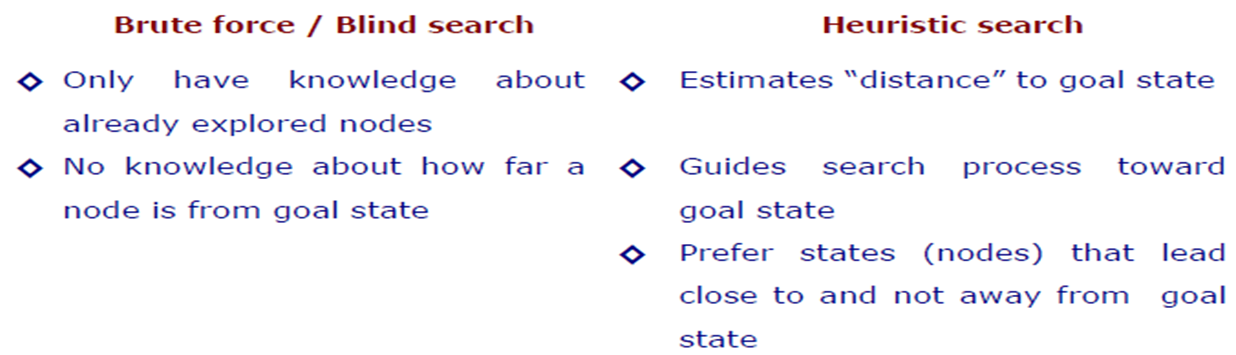 Brute force / Blind search
Only have knowledge about
already explored nodes
No knowledge about how far a
node is from goal state
Heuristic search
Estimates “distance” to goal state
Guides search process toward
goal state
Prefer states (nodes) that lead
close to and not away from goal
state